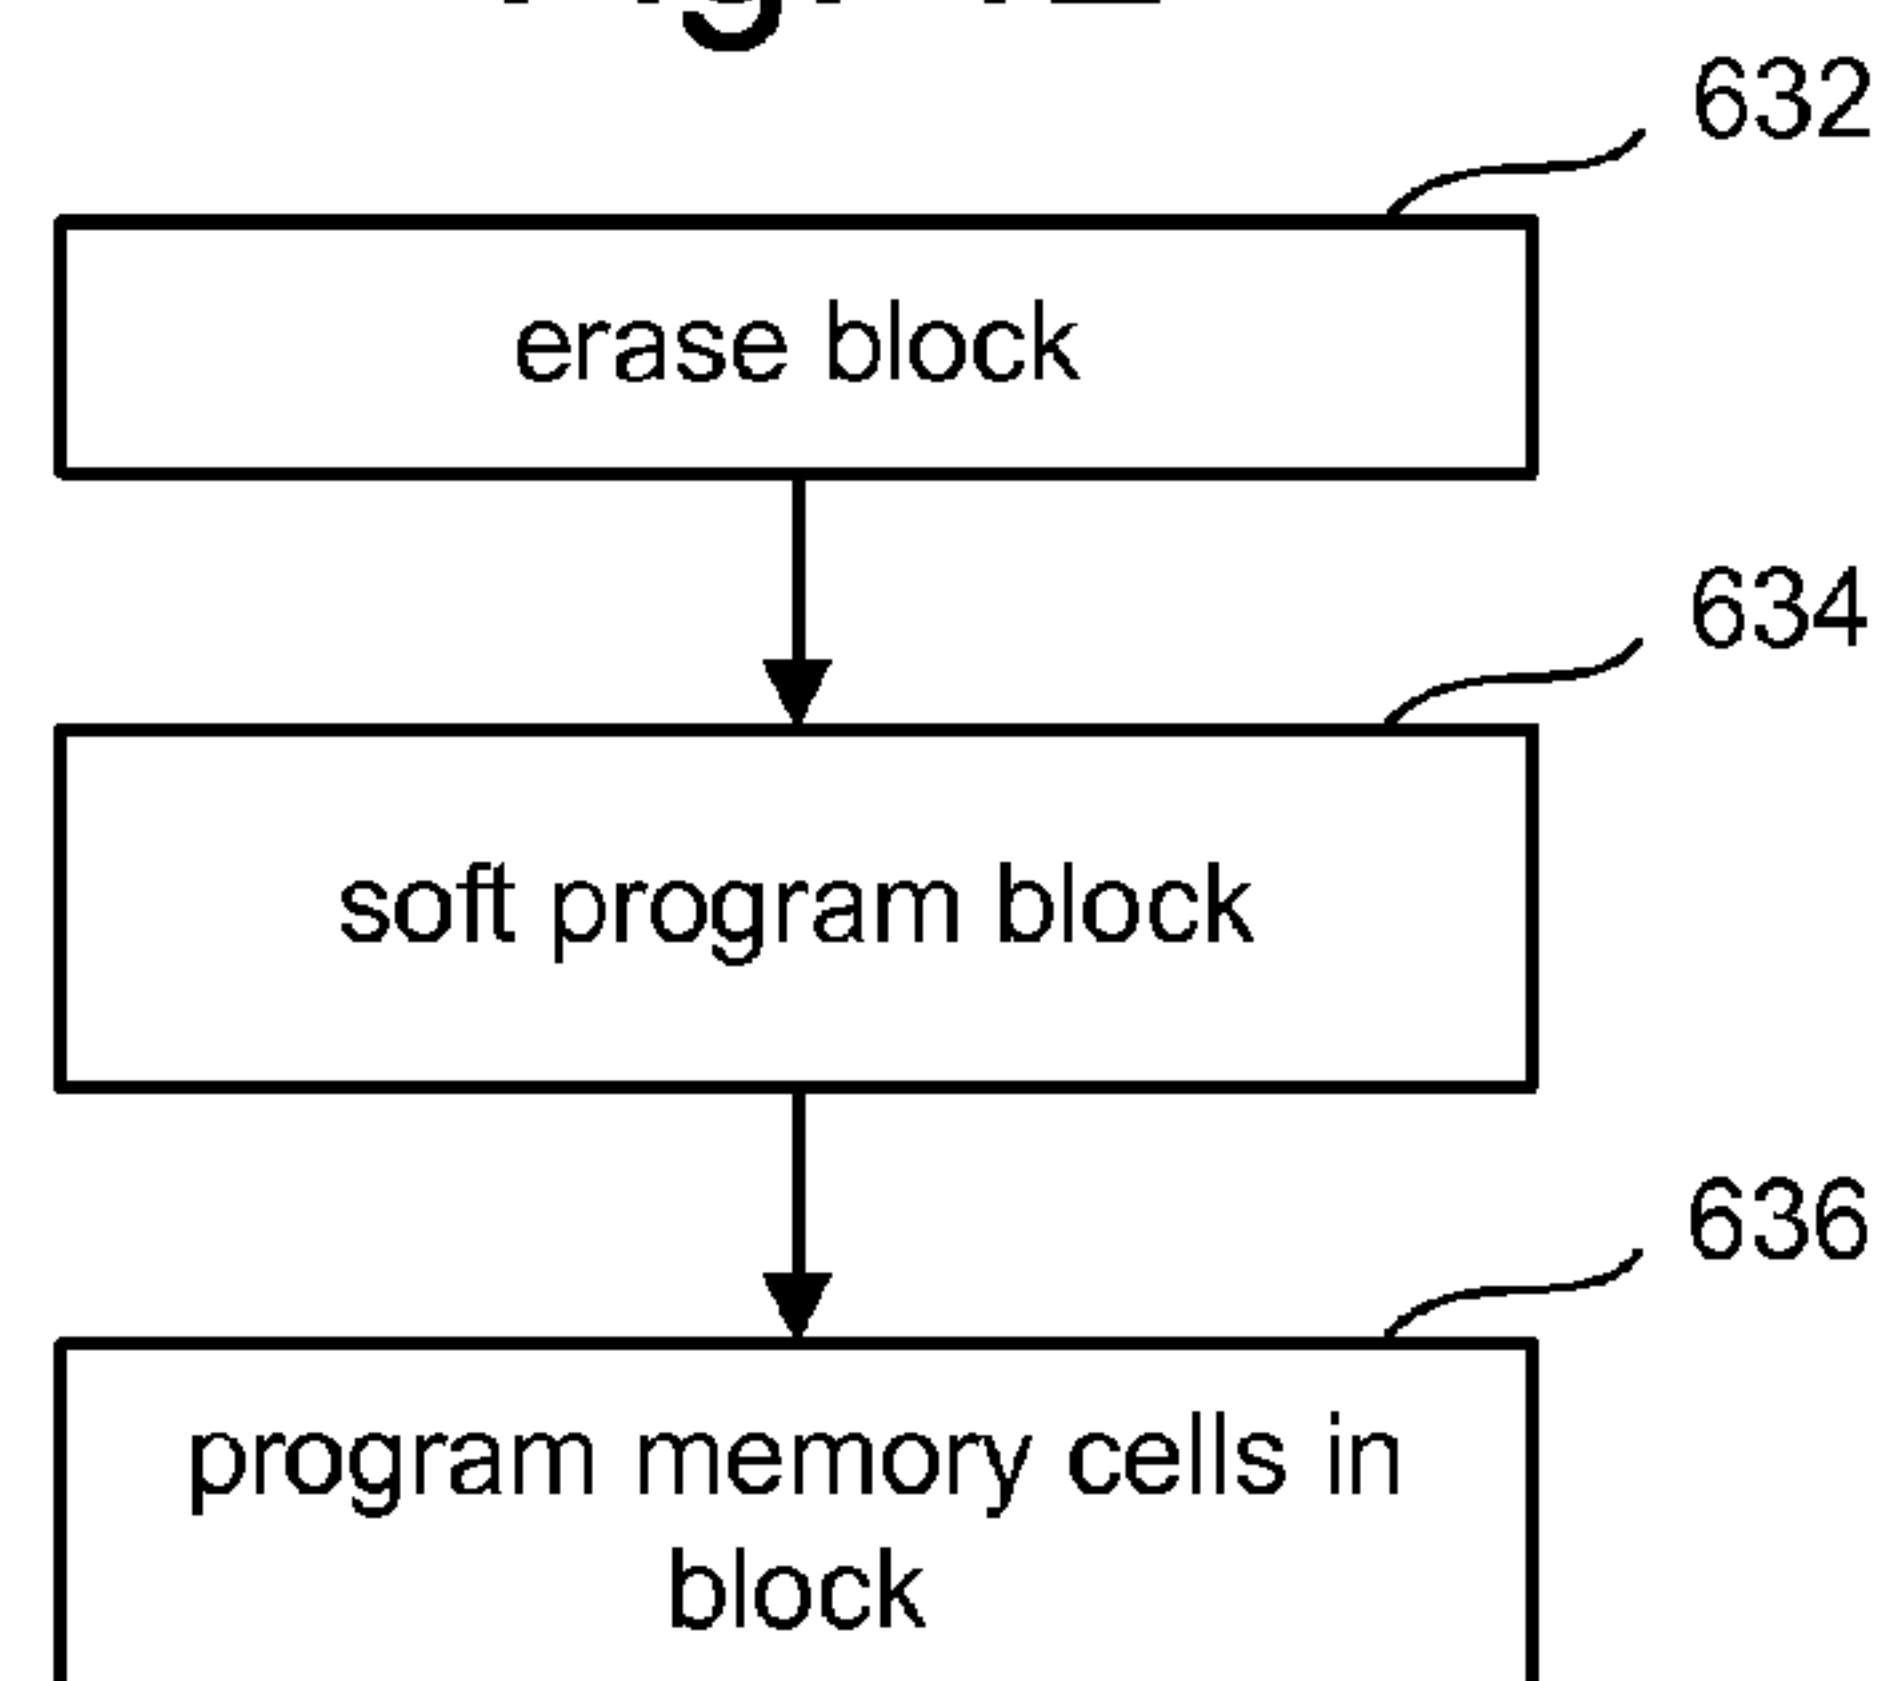 632
erase block
634
soft program block
636
program memory cells in
block